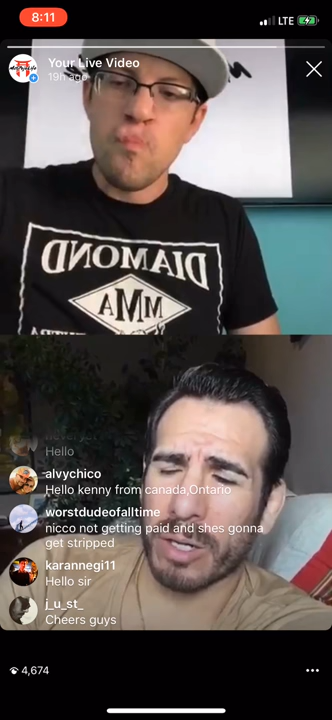 8:11
LTE
Your Live Video
19h ago
DIAMOND
MMA
Hello
alvychico
Hello kenny from canada,Ontario
worstdudeofalltime
nicco not getting paid and shes gonna
get stripped
karannegi11
Hello sir
j_u_st_
Cheers guys
4,674